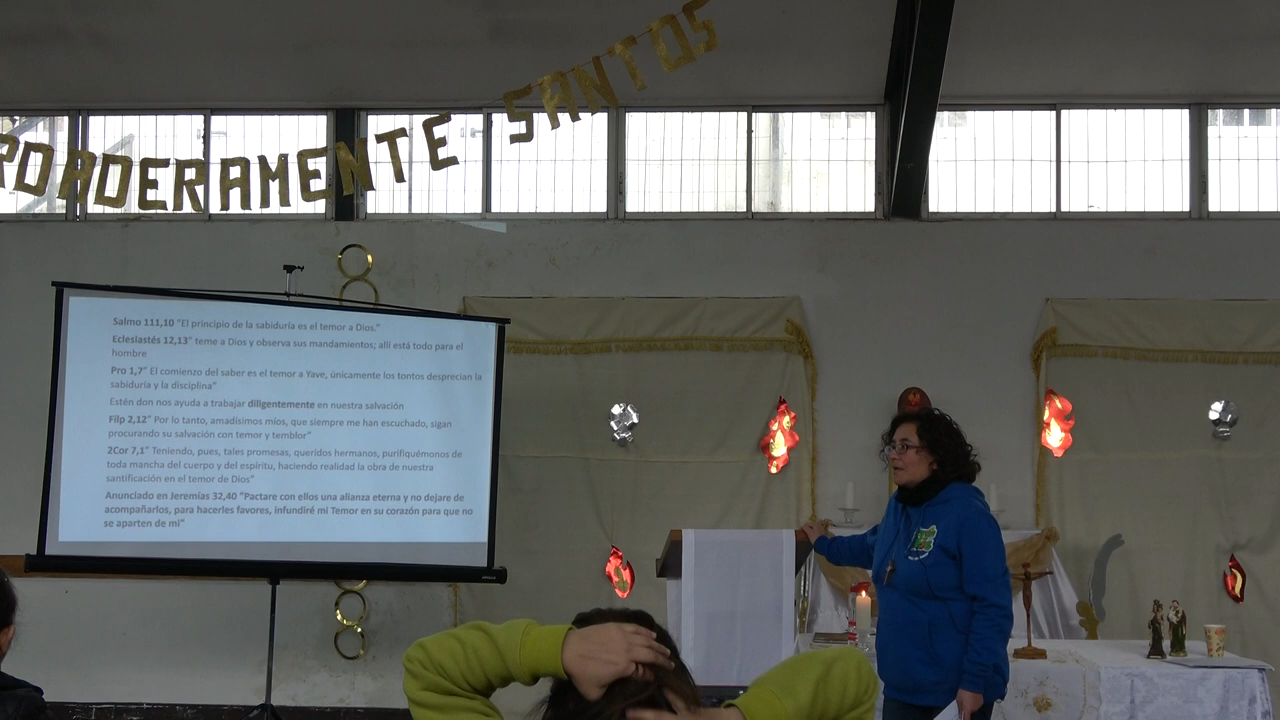 RDADERAMENTE SANTOS
Salmo 111,10 "El principio de la sabiduría es el temor a Dios."
Eclesiastés 12,13" teme a Dios y observa sus mandamientos; allí está todo para el
hombre
Pro 1,7" El comienzo del saber es el temor a Yave, únicamente los tontos desprecian la
sabiduría y la disciplina"
Estén don nos ayuda a trabajar diligentemente en nuestra salvación
Filp 2,12" Por lo tanto, amadísimos míos, que siempre me han escuchado, sigan
procurando su salvación con temor y temblor"
2Cor 7,1" Teniendo, pues, tales promesas, queridos hermanos, purifiquémonos de
toda mancha del cuerpo y del espíritu, haciendo realidad la obra de nuestra
santificación en el temor de Dios"
Anunciado en Jeremías 32,40 "Pactare con ellos una alianza eterna y no dejare de
acompañarlos, para hacerles favores, infundiré mi Temor en su corazón para que no
se aparten de mi"